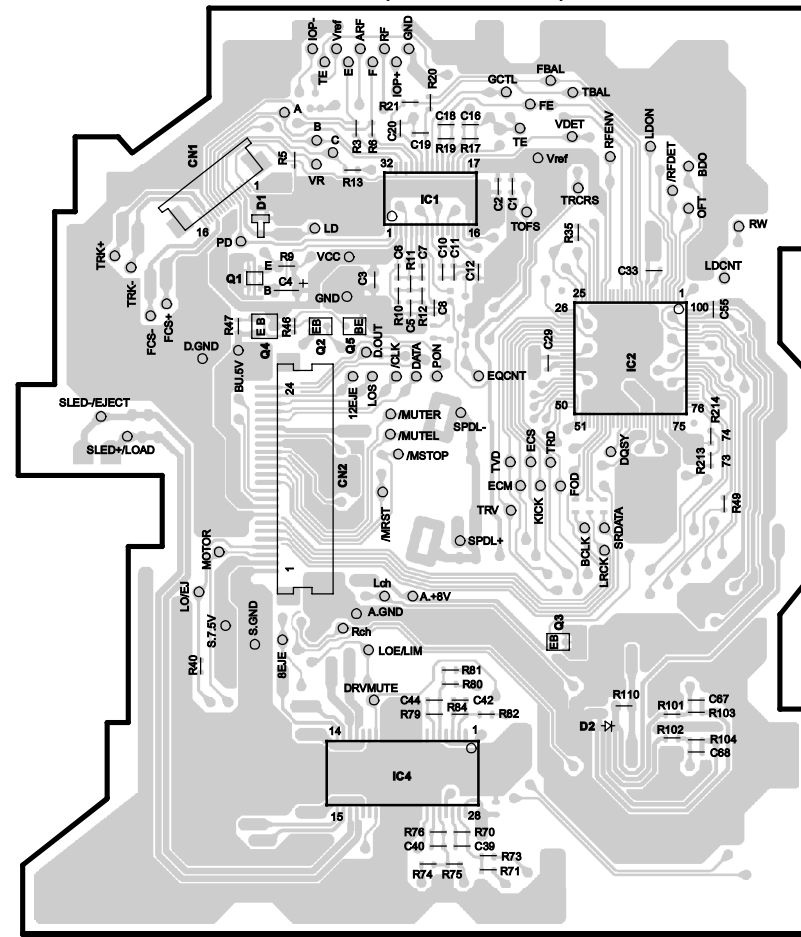 IOP-
Vref
ARF
RF
GND
TE
E
F
IOP+
R20
R21
GCTL
FBAL
TBAL
FE
A
B
C
VR
R5
R3
R6
C20
C19
C18
C16
R19
R17
R13
TE
VDET
Vref
RFENV
LDON
/RFDET
BDO
OFT
RW
LDCNT
CN1
1
16
D1
32
17
IC1
1
16
C2
C1
TOFS
TRCRS
R35
LD
PD
VCC
GND
TRK+
TRK-
FCS-
FCS+
E
R9
Q1
B
C4
+
C3
C6
R11
C7
C10
C11
C12
R10
C5
R12
C8
C33
25
1
26
100
C55
IC2
50
76
51
75
C29
R47
EB
Q4
R46
EB
Q2
BE
Q5
D.OUT
D.GND
BU.5V
24
12EJE
LOS
/CLK
DATA
PON
EQCNT
SLED-/EJECT
SLED+/LOAD
/MUTER
/MUTEL
/MSTOP
SPDL-
CN2
/MRST
SPDL+
TVD
ECS
TRD
ECM
KICK
FOD
TRV
DQSY
R214
74
R213
73
R49
BCLK
SRDATA
LRCK
MOTOR
1
LO/EJ
Lch
A.+8V
A.GND
Rch
S.7.5V
S.GND
8EJE
LOE/LIM
EB
Q3
R40
DRVMUTE
R81
R80
C44
C42
R79
R84
R82
14
1
IC4
15
28
R110
D2
R101
C67
R103
R102
R104
C68
R76
R70
C40
C39
R73
R74
R75
R71